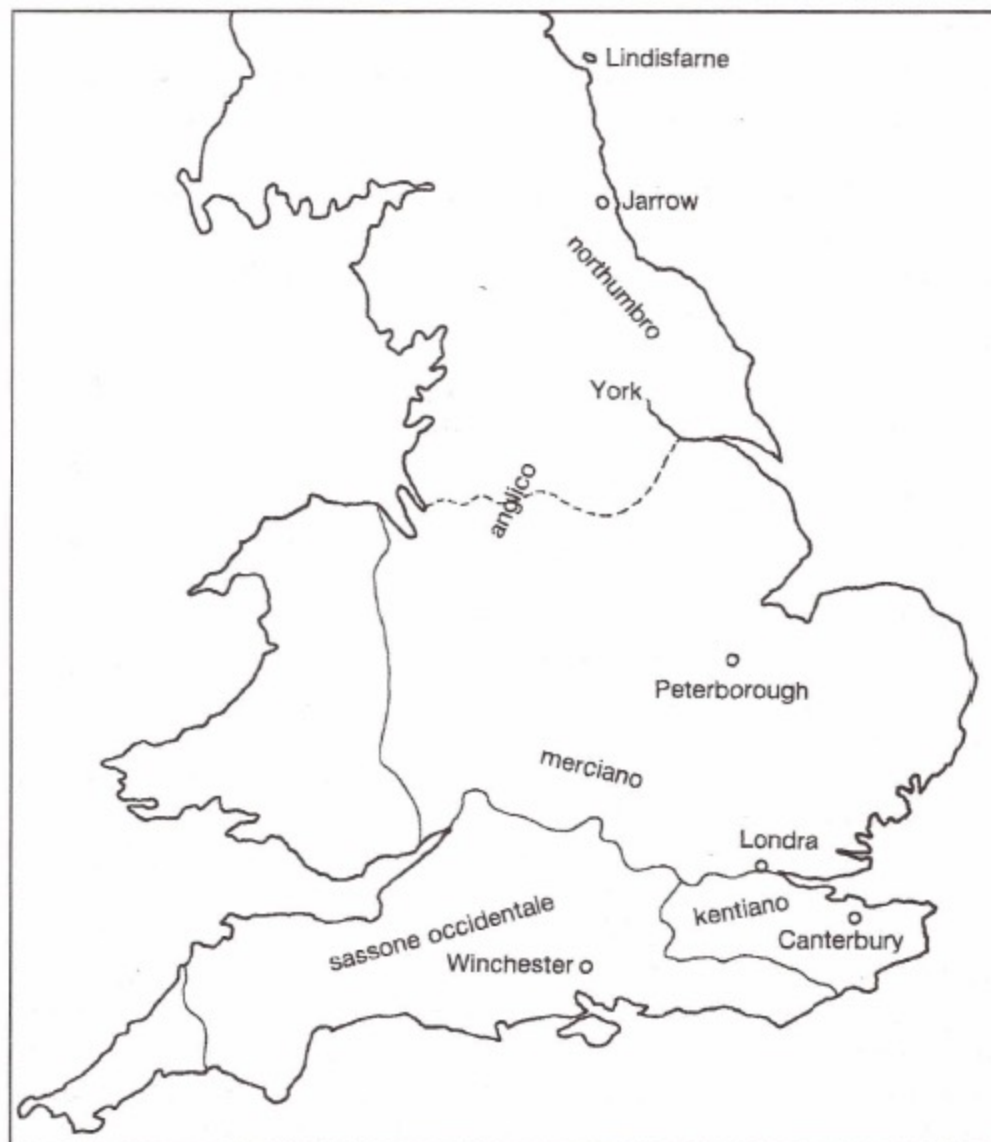 Lindisfarne
Jarrow
northumbro
York
anglico
Peterborough
merciano
Londra
kentiano
sassone occidentale
Canterbury
Winchester